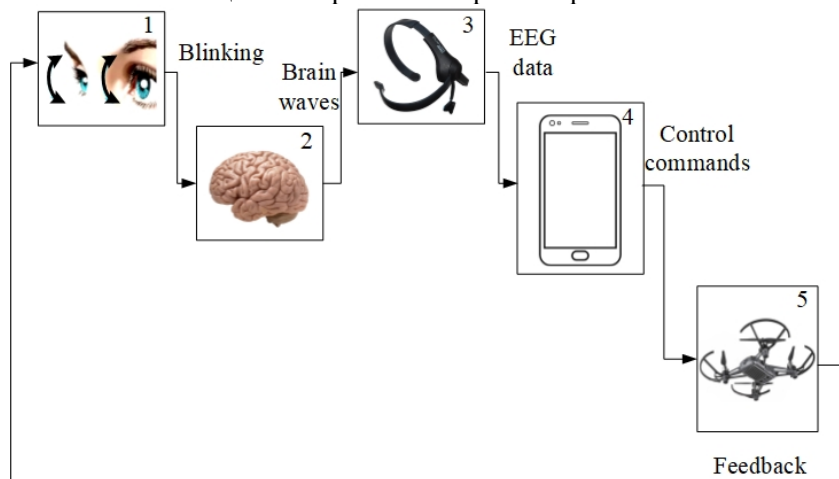 1
Blinking
2
Brain
waves
3
EEG
data
4
Control
commands
5
Feedback